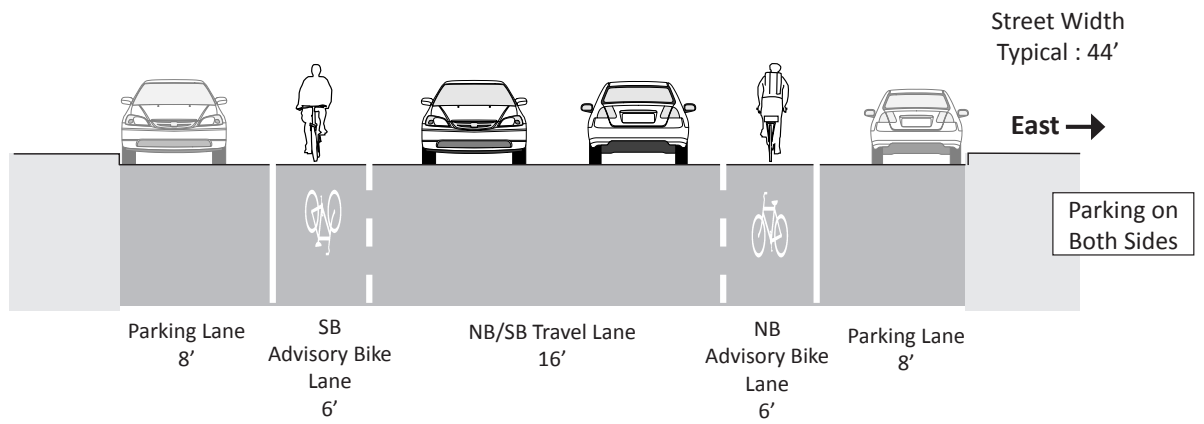 Street Width
Typical : 44’
East
Parking on
Both Sides
Parking Lane
8’
SB
Advisory Bike
Lane
6’
NB/SB Travel Lane
16’
NB
Advisory Bike
Lane
6’
Parking Lane
8’